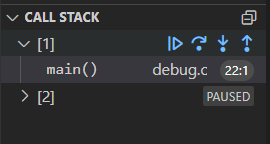 CALL STACK
[1]
main() debug.c 22:1
[2] PAUSED